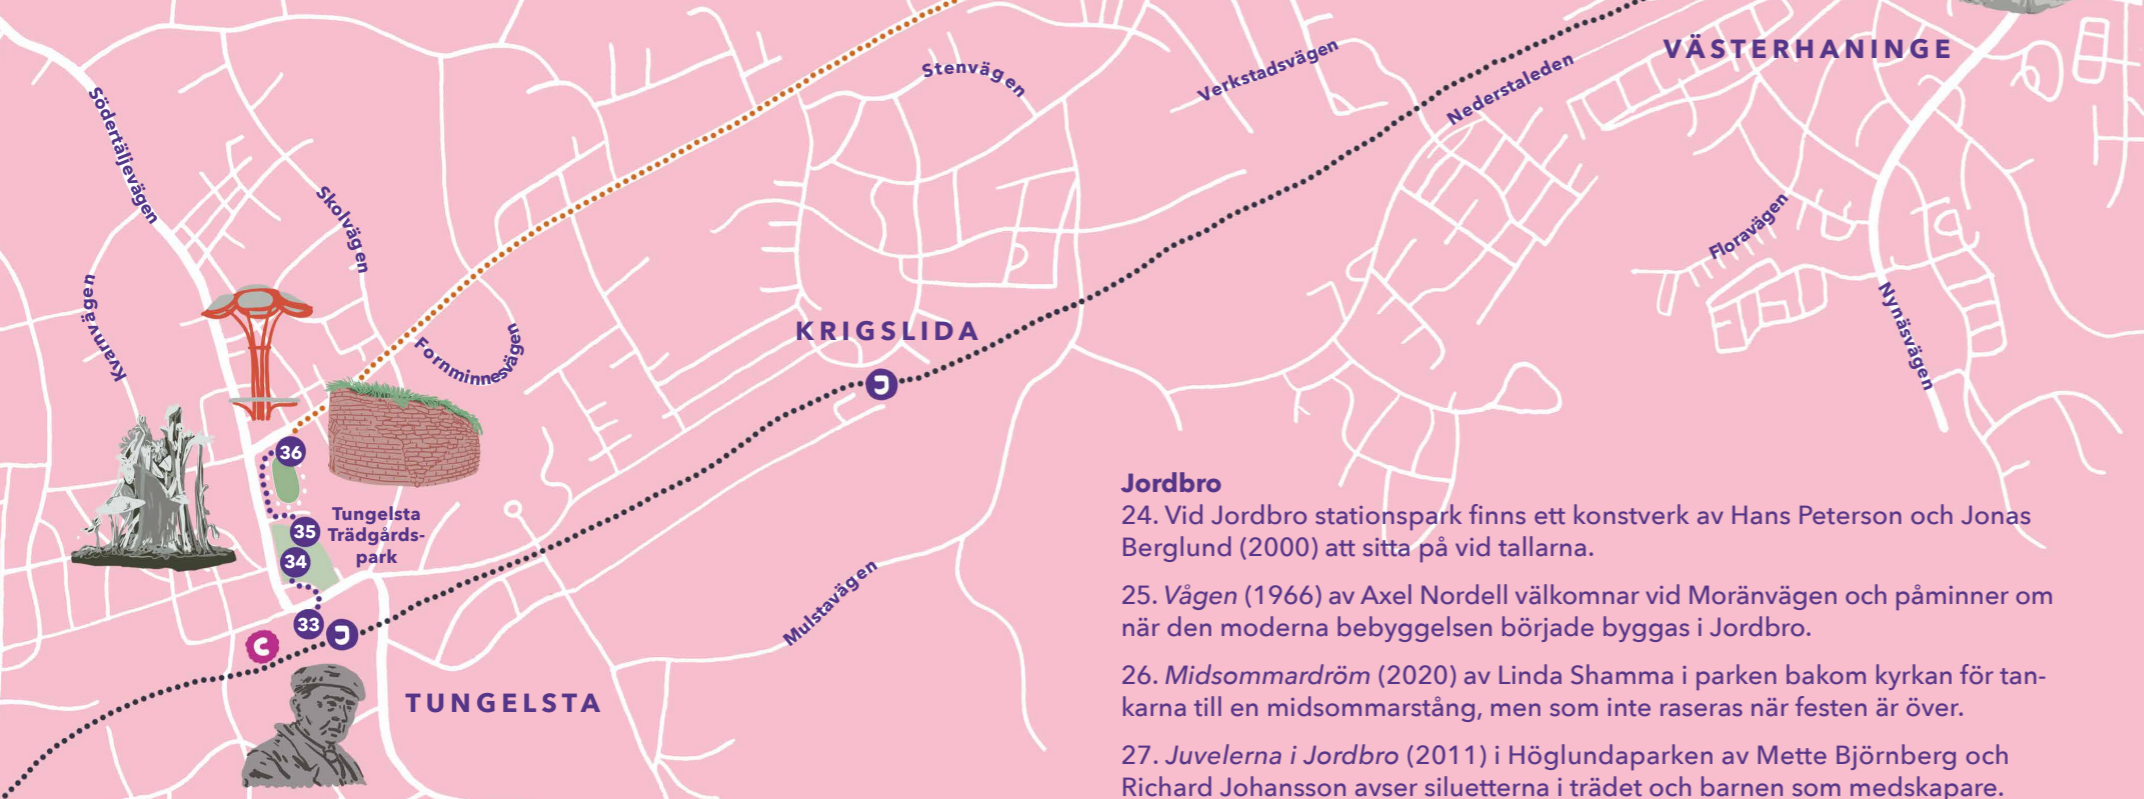 VÄSTERHANINGE
Stenvägen
Verkstadsvägen
Nederstaleden
Södertäljevägen
Skolvägen
Floravägen
Kvarnvägen
Fornminnesvägen
KRIGSLIDA
J
Nynäsvägen
36
35
34
Tungelsta
Trädgårds-
park
33
J
C
Mulstavägen
TUNGELSTA
Jordbro
24. Vid Jordbro stationspark finns ett konstverk av Hans Peterson och Jonas
Berglund (2000) att sitta på vid tallarna.
25. Vågen (1966) av Axel Nordell välkomnar vid Moränvägen och påminner om
när den moderna bebyggelsen började byggas i Jordbro.
26. Midsommardröm (2020) av Linda Shamma i parken bakom kyrkan för tan-
karna till en midsommarstång, men som inte raseras när festen är över.
27. Juvelerna i Jordbro (2011) i Höglundaparken av Mette Björnberg och
Richard Johansson avser siluetterna i trädet och barnen som medskapare.